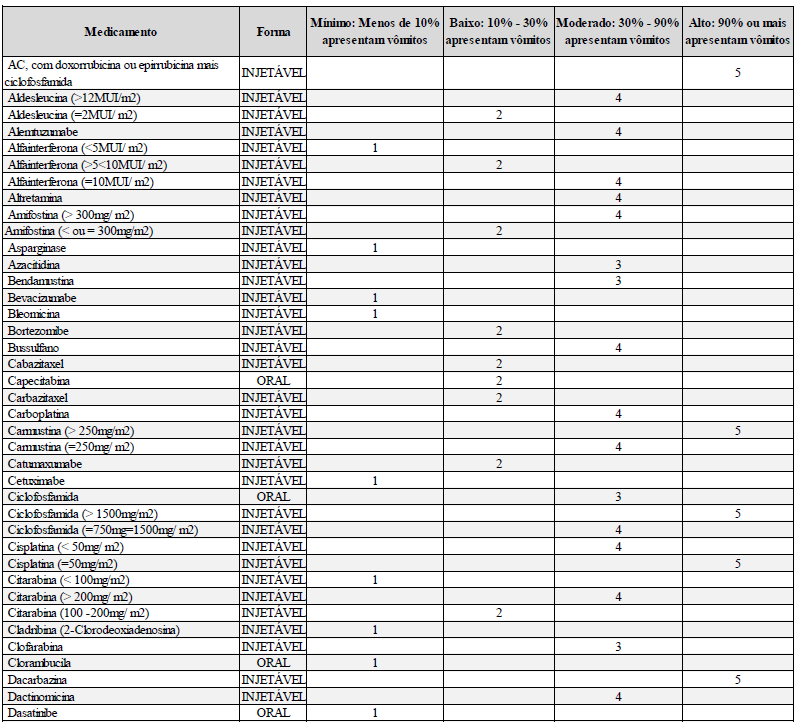 Medicamento Forma Mínimo: Menos de 10% apresentam vômitos Baixo: 10% - 30% apresentam vômitos Moderado: 30% - 90% apresentam vômitos Alto: 90% ou mais apresentam vômitos
AC, com doxorrubicina ou epirrubicina mais ciclofosfamida INJETÁVEL 5
Aldesleucina (>12MUI/m2) INJETÁVEL 4
Aldesleucina (=2MUI/ m2) INJETÁVEL 2
Alemtuzumabe INJETÁVEL 4
Alfainterferona (<5MUI/ m2) INJETÁVEL 1
Alfainterferona (>5<10MUI/ m2) INJETÁVEL 2
Alfainterferona (=10MUI/ m2) INJETÁVEL 4
Altretamina INJETÁVEL 4
Amifostina (> 300mg/ m2) INJETÁVEL 4
Amifostina (< ou = 300mg/m2) INJETÁVEL 2
Asparginase INJETÁVEL 1
Azacitidina INJETÁVEL 3
Bendamustina INJETÁVEL 3
Bevacizumabe INJETÁVEL 1
Bleomicina INJETÁVEL 1
Bortezomibe INJETÁVEL 2
Bussulfano INJETÁVEL 4
Cabazitaxel INJETÁVEL 2
Capecitabina ORAL 2
Carbazitaxel INJETÁVEL 2
Carboplatina INJETÁVEL 4
Carmustina (> 250mg/m2) INJETÁVEL 5
Carmustina (=250mg/ m2) INJETÁVEL 4
Catumaxumabe INJETÁVEL 2
Cetuximabe INJETÁVEL 1
Ciclofosfamida ORAL 3
Ciclofosfamida (> 1500mg/m2) INJETÁVEL 5
Ciclofosfamida (=750mg=1500mg/ m2) INJETÁVEL 4
Cisplatina (< 50mg/ m2) INJETÁVEL 4
Cisplatina (=50mg/m2) INJETÁVEL 5
Citarabina (< 100mg/m2) INJETÁVEL 1
Citarabina (> 200mg/ m2) INJETÁVEL 4
Citarabina (100 -200mg/ m2) INJETÁVEL 2
Cladribina (2-Clorodeoxiadenosina) INJETÁVEL 1
Clofarabina INJETÁVEL 3
Clorambucila ORAL 1
Dacarbazina INJETÁVEL 5
Dactinomicina INJETÁVEL 4
Dasatinibe ORAL 1